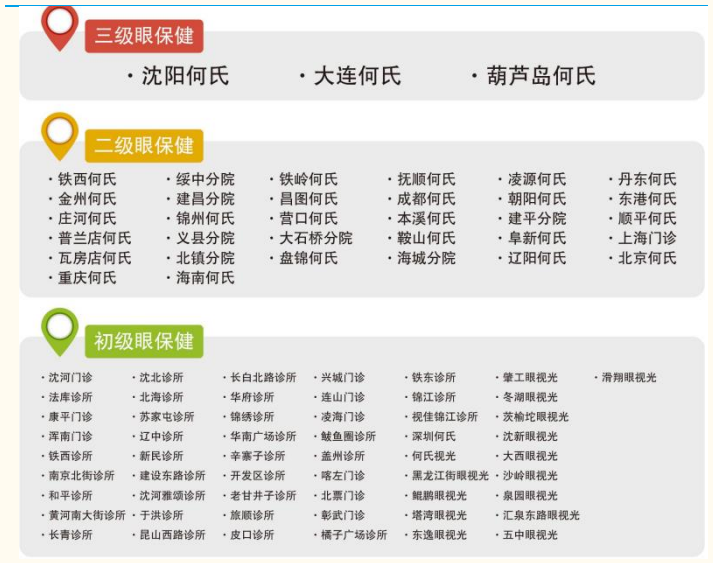 三级眼保健
·沈阳何氏 ·大连何氏 ·葫芦岛何氏
二级眼保健
·铁西何氏 ·绥中分院 ·铁岭何氏 ·抚顺何氏 ·凌源何氏 ·丹东何氏
·金州何氏 ·建昌分院 ·昌图何氏 ·成都何氏 ·朝阳何氏 ·东港何氏
·庄河何氏 ·锦州何氏 ·营口何氏 ·本溪何氏 ·建平分院 ·顺平何氏
·普兰店何氏 ·义县分院 ·大石桥分院 ·鞍山何氏 ·阜新何氏 ·上海门诊
·瓦房店何氏 ·北镇分院 ·盘锦何氏 ·海城分院 ·辽阳何氏 ·北京何氏
·重庆何氏 ·海南何氏
初级眼保健
·沈河门诊 ·沈北诊所 ·长白北路诊所 ·兴城门诊 ·铁东诊所 ·肇工眼视光 ·滑翔眼视光
·法库诊所 ·北海诊所 ·华府诊所 ·连山门诊 ·锦江诊所 ·冬湖眼视光
·康平门诊 ·苏家屯诊所 ·锦绣诊所 ·凌海门诊 ·视佳锦江诊所 ·茨榆坨眼视光
·浑南门诊 ·辽中诊所 ·华南广场诊所 ·鲅鱼圈诊所 ·深圳何氏 ·沈新眼视光
·铁西诊所 ·新民诊所 ·辛寨子诊所 ·盖州诊所 ·何氏视光 ·大西眼视光
·南京北街诊所 ·建设东路诊所 ·开发区诊所 ·喀左门诊 ·黑龙江街眼视光 ·沙岭眼视光
·和平诊所 ·沈河雅颂诊所 ·老甘井子诊所 ·北票门诊 ·鲲鹏眼视光 ·泉园眼视光
·黄河南大街诊所 ·于洪诊所 ·旅顺诊所 ·彰武门诊 ·塔湾眼视光 ·汇泉东路眼视光
·长青诊所 ·昆山西路诊所 ·皮口诊所 ·橘子广场诊所 ·东逸眼视光 ·五中眼视光